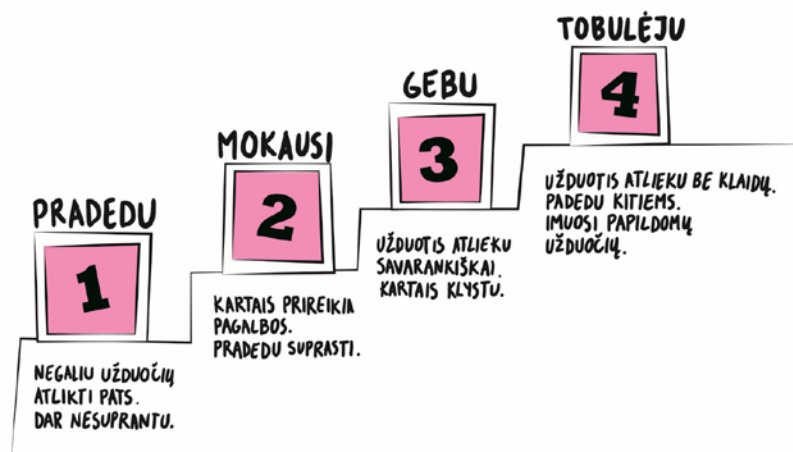 PRADEDU
1
NEGALIU UŽDUOČIŲ
ATLIKTI PATS.
DAR NESUPRANTU.
MOKAUSI
2
KARTAIS PRIREIKIA
PAGALBOS.
PRADEDU SUPRASTI.
GEBU
3
UŽDUOTIS ATLIEKU
SAVARANKIŠKAI.
KARTAIS KLYSTU.
TOBULĖJU
4
UŽDUOTIS ATLIEKU BE KLAIDŲ.
PADEDU KITIEMS.
IMUOSI PAPILDOMŲ
UŽDUOČIŲ.